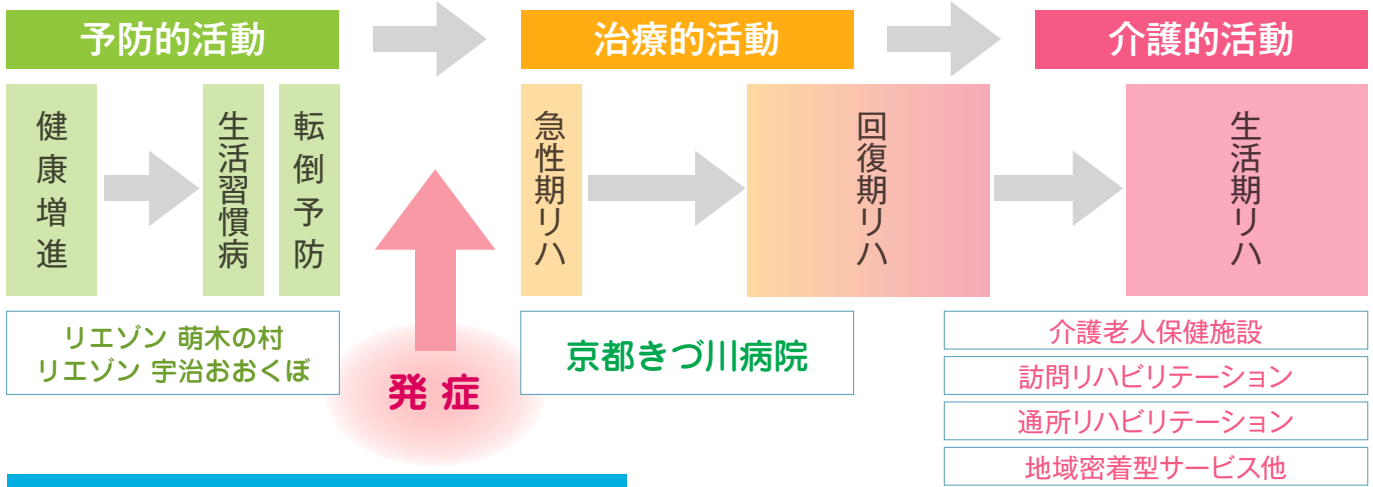 予防的活動
治療的活動
介護的活動
健康増進
生活習慣病
転倒予防
急性期リハ
回復期リハ
生活期リハ
リエゾン 萌木の村
リエゾン 宇治おおくぼ
発症
京都きづ川病院
介護老人保健施設
訪問リハビリテーション
通所リハビリテーション
地域密着型サービス他